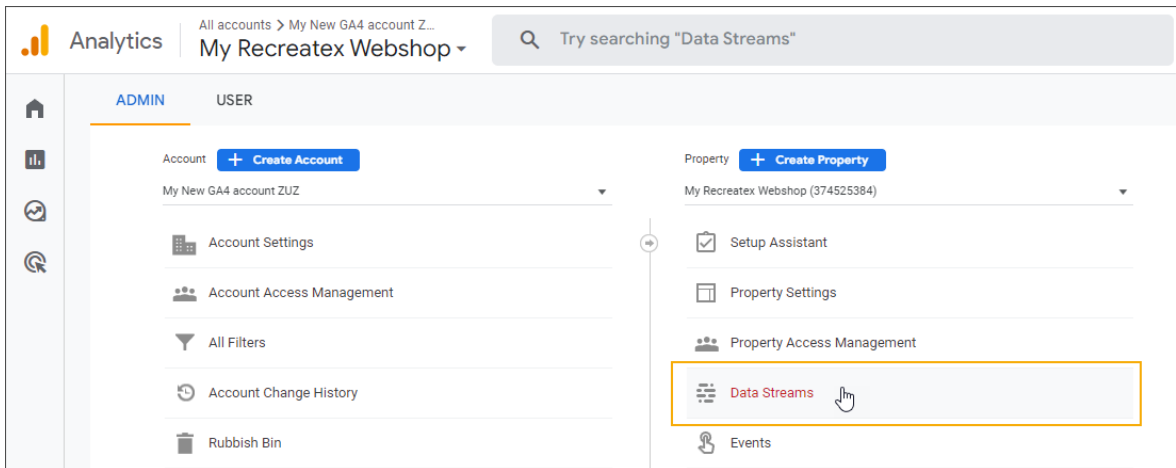 Analytics
All accounts > My New GA4 account Z...
My Recreatex Webshop
Try searching "Data Streams"
ADMIN
USER
Account
+ Create Account
My New GA4 account ZUZ
Account Settings
Account Access Management
All Filters
Account Change History
Rubbish Bin
Property
+ Create Property
My Recreatex Webshop (374525384)
Setup Assistant
Property Settings
Property Access Management
Data Streams
Events